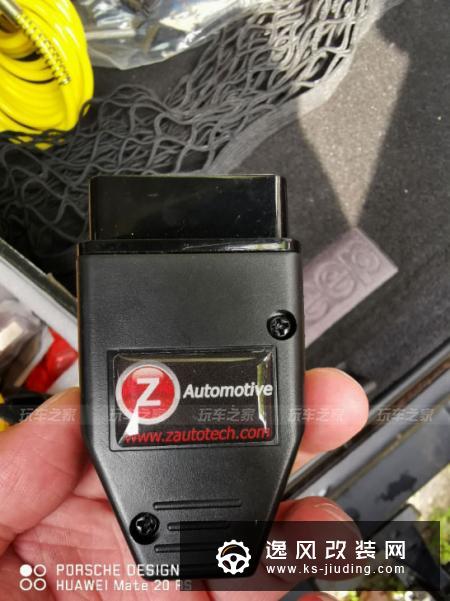 Jeep
Z Automotive
www.zautotech.com
玩车之家 玩车之家 玩车之家
PORSCHE DESIGN
HUAWEI Mate 20 RS
逸风改装网
www.ks-jiuding.com